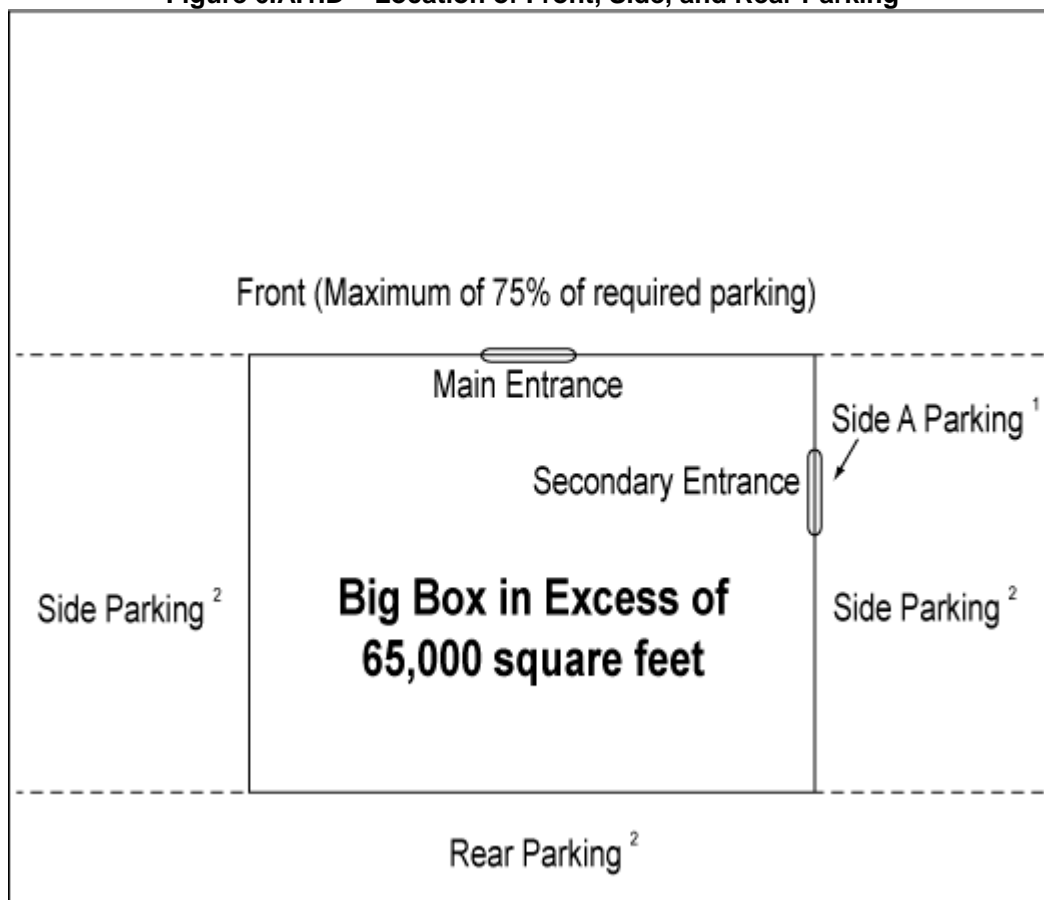 Location of Front, Side, and Rear Parking
Front (Maximum of 75% of required parking)
Main Entrance
Side A Parking 1
Secondary Entrance
Big Box in Excess of
65,000 square feet
Side Parking 2
Side Parking 2
Rear Parking 2